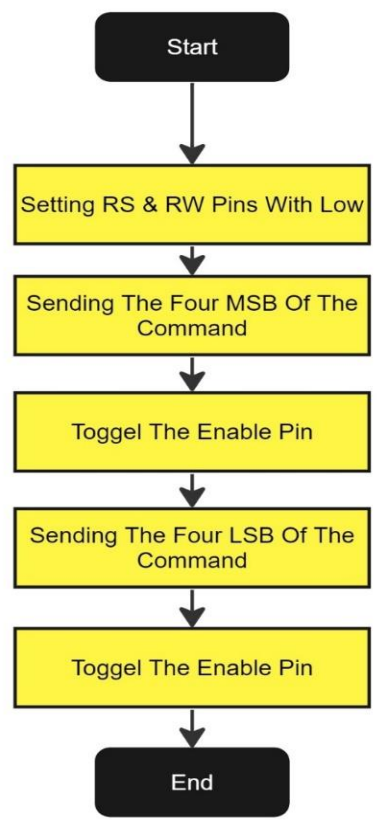 Start
Setting RS & RW Pins With Low
Sending The Four MSB Of The
Command
Toggel The Enable Pin
Sending The Four LSB Of The
Command
Toggel The Enable Pin
End